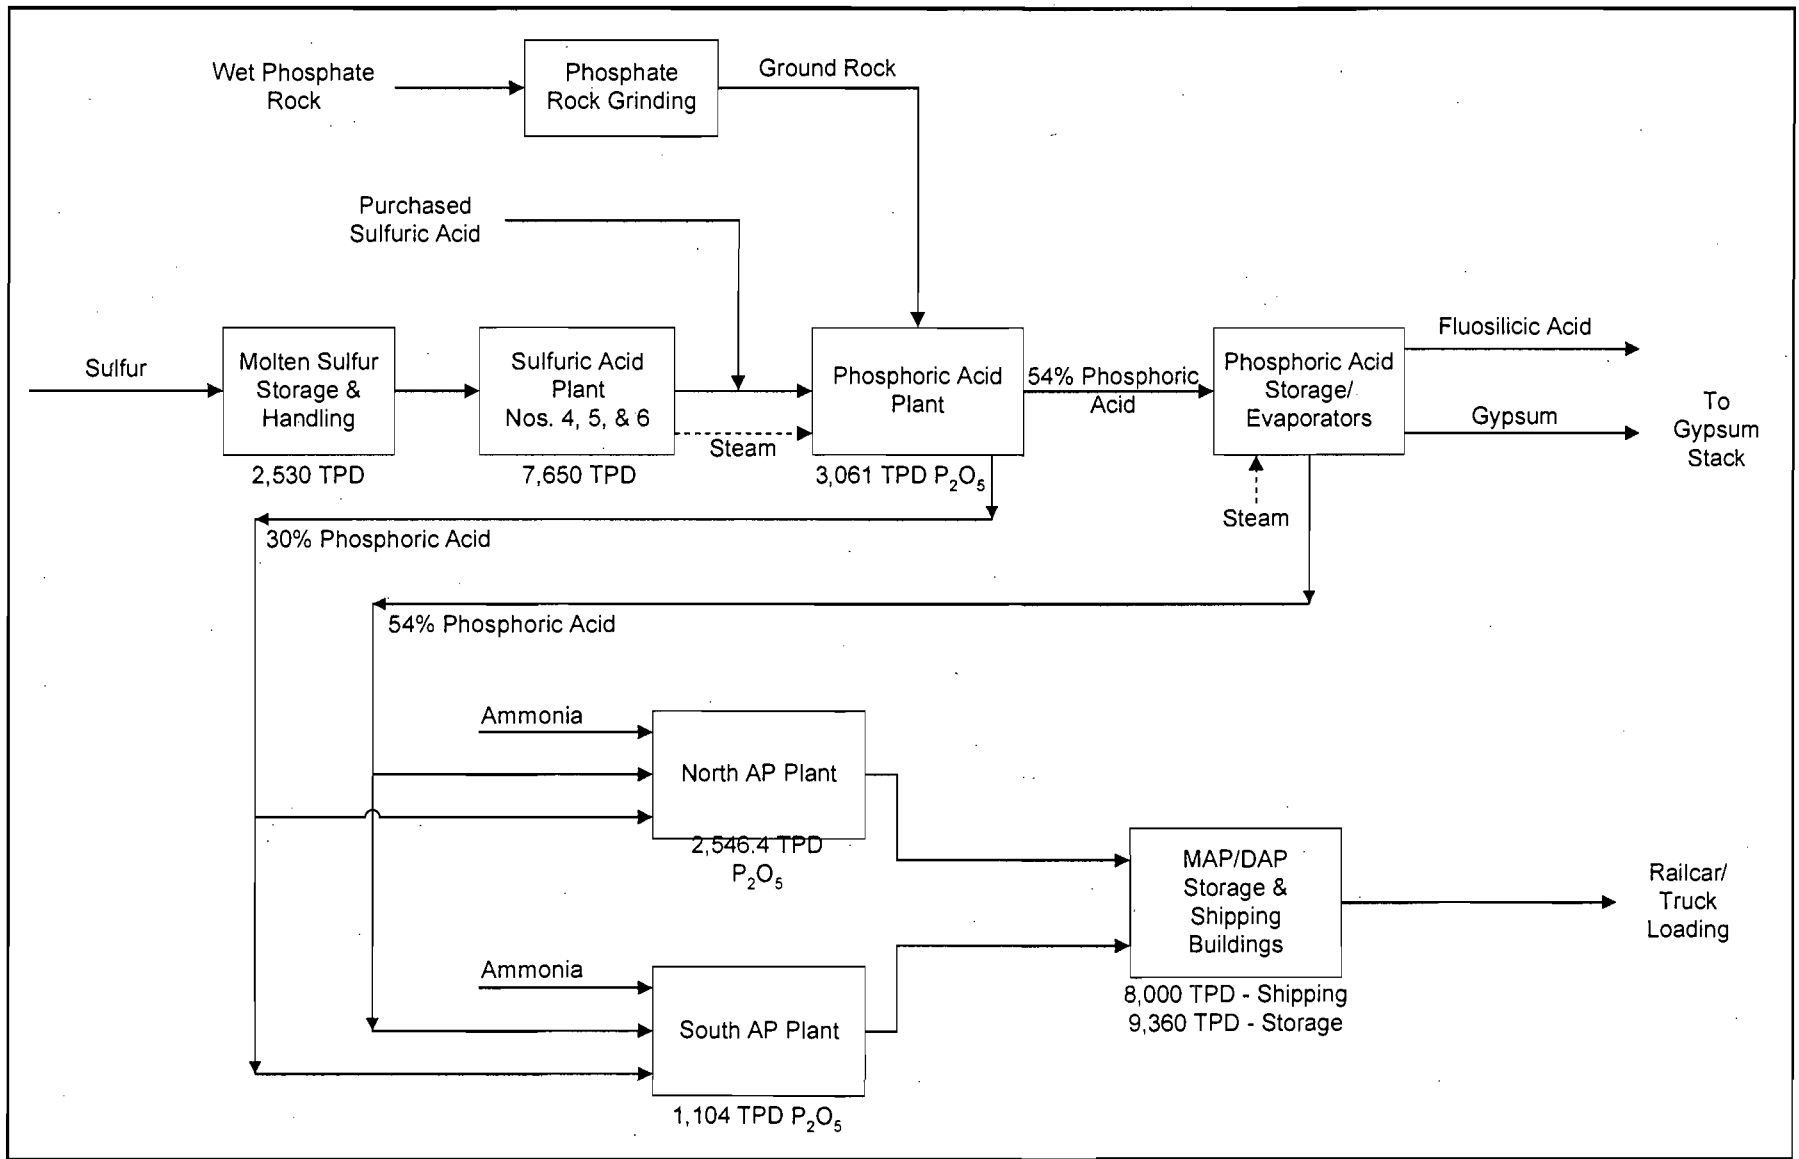 Wet Phosphate
Rock
Phosphate
Rock Grinding
Ground Rock
Purchased
Sulfuric Acid
Sulfur
Molten Sulfur
Storage &
Handling
2,530 TPD
Sulfuric Acid
Plant
Nos. 4, 5, & 6
7,650 TPD
Steam
Phosphoric Acid
Plant
3,061 TPD P₂O₅
54% Phosphoric
Acid
Phosphoric Acid
Storage/
Evaporators
Steam
Fluosilicic Acid
Gypsum
To
Gypsum
Stack
30% Phosphoric Acid
54% Phosphoric Acid
Ammonia
North AP Plant
2,546.4 TPD
P₂O₅
Ammonia
South AP Plant
1,104 TPD P₂O₅
MAP/DAP
Storage &
Shipping
Buildings
8,000 TPD - Shipping
9,360 TPD - Storage
Railcar/
Truck
Loading